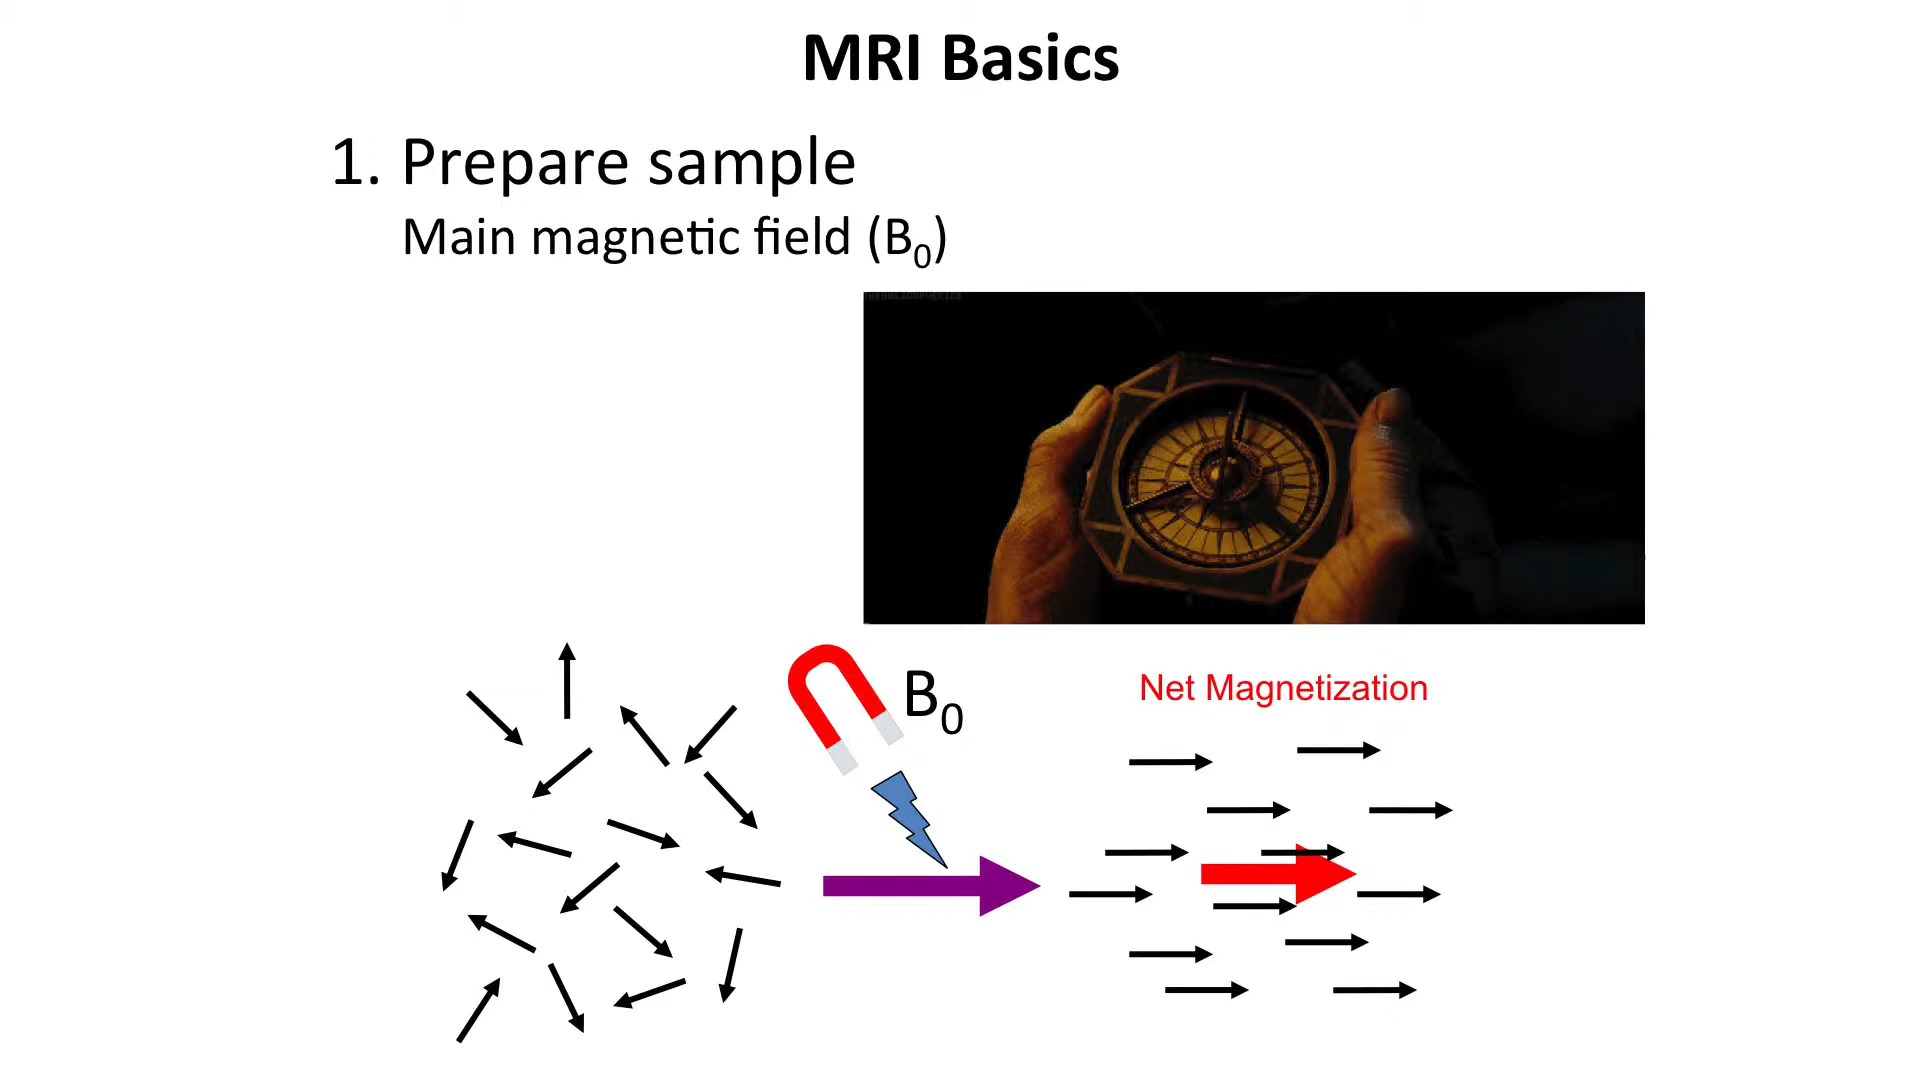 MRI Basics
1. Prepare sample
Main magnetic field (B0)
B0
Net Magnetization